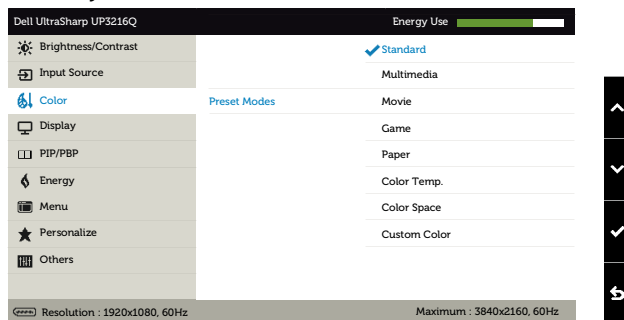 Dell UltraSharp UP3216Q Energy Use
Brightness/Contrast Standard
Input Source Multimedia
Color Preset Modes Movie
Display Game
PIP/PBP Paper
Energy Color Temp.
Menu Color Space
Personalize Custom Color
Others
Resolution : 1920x1080, 60Hz Maximum : 3840x2160, 60Hz